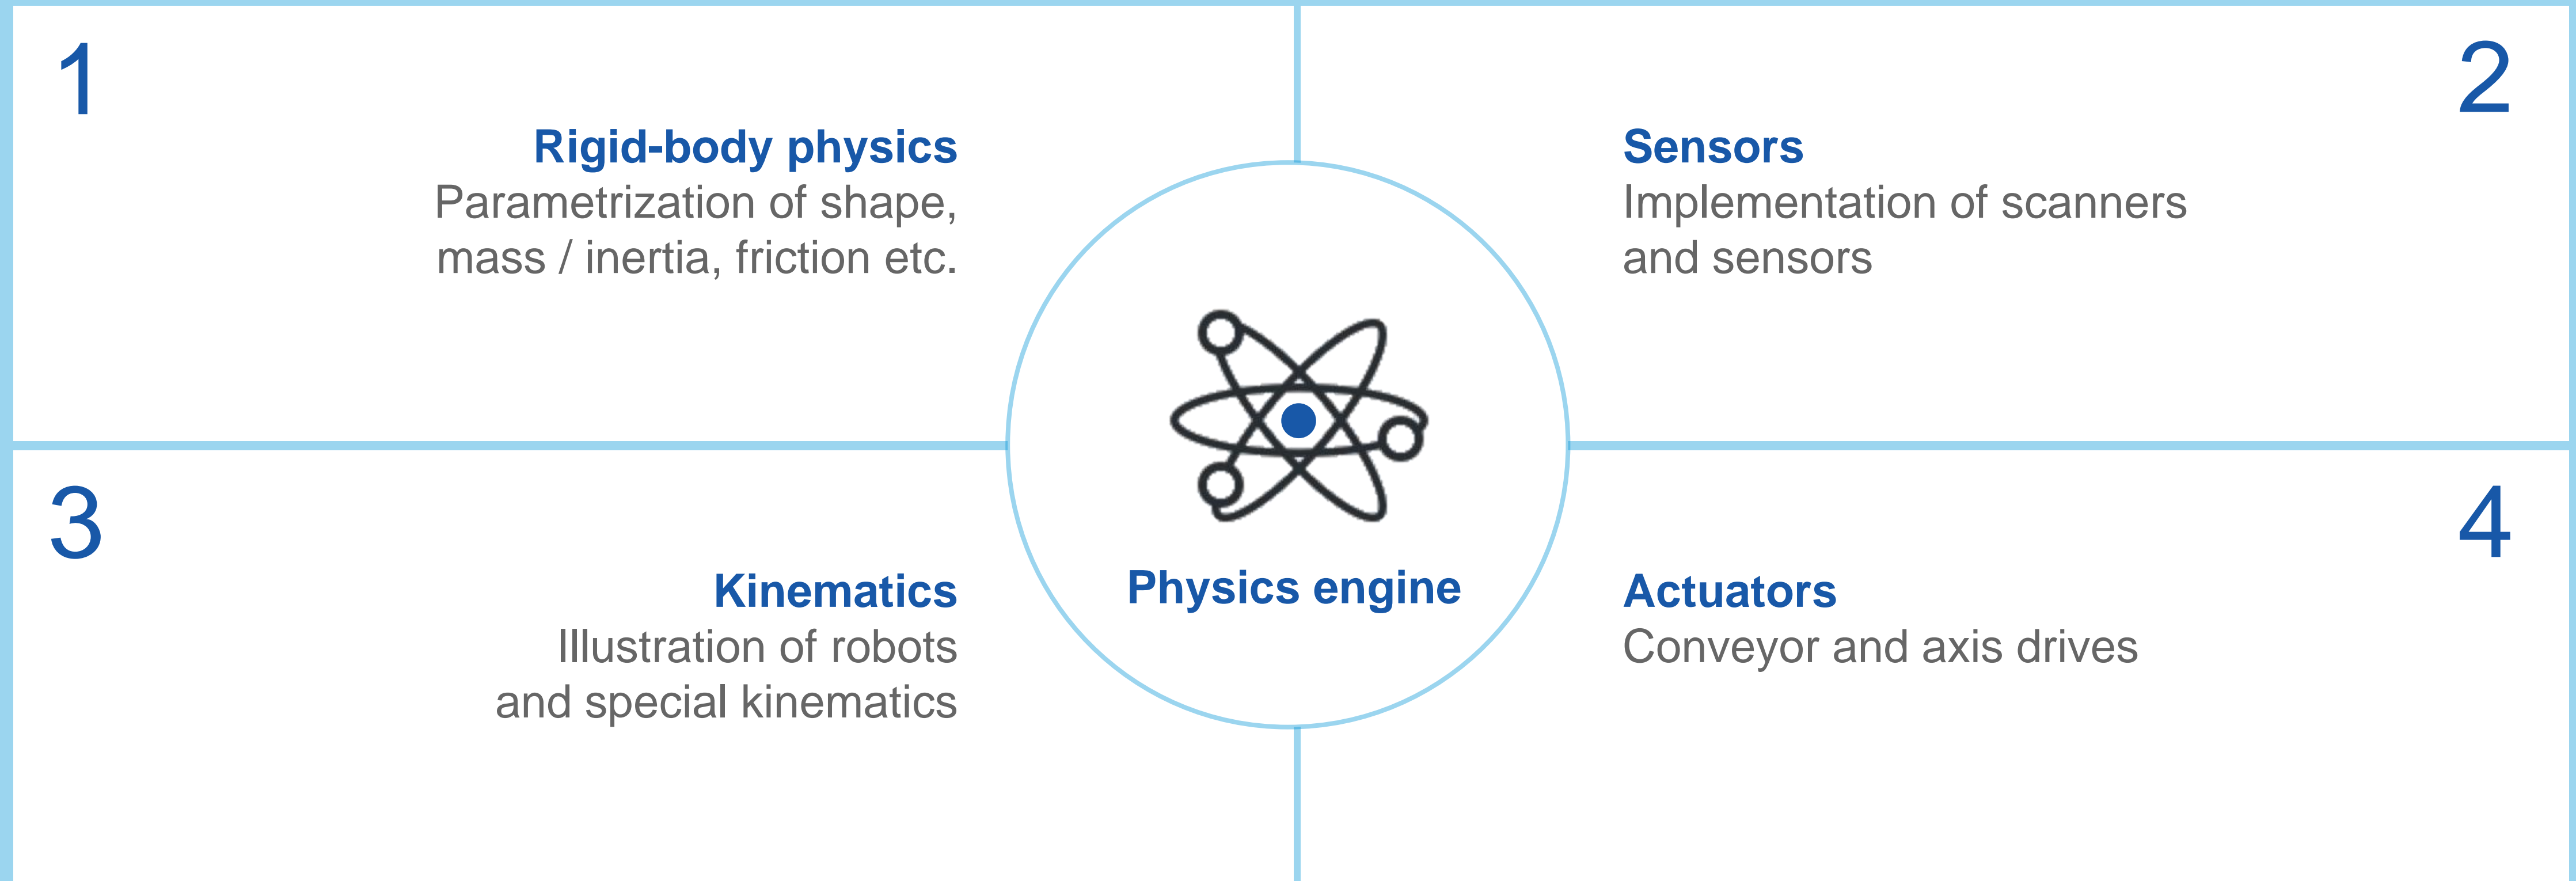 1
Rigid-body physics
Parametrization of shape,
mass / inertia, friction etc.
2
Sensors
Implementation of scanners
and sensors
Physics engine
3
Kinematics
Illustration of robots
and special kinematics
4
Actuators
Conveyor and axis drives